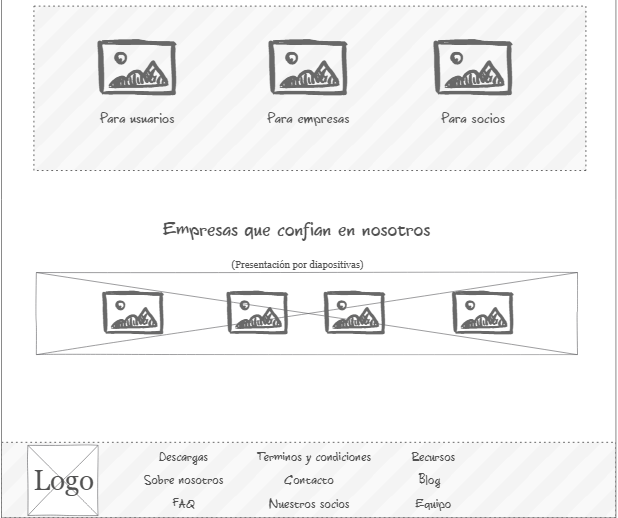 Para usuarios Para empresas Para socios
Empresas que confian en nosotros
(Presentación por diapositivas)
Logo
Descargas Terminos y condiciones Recursos
Sobre nosotros Contacto Blog
FAQ Nuestros socios Equipo